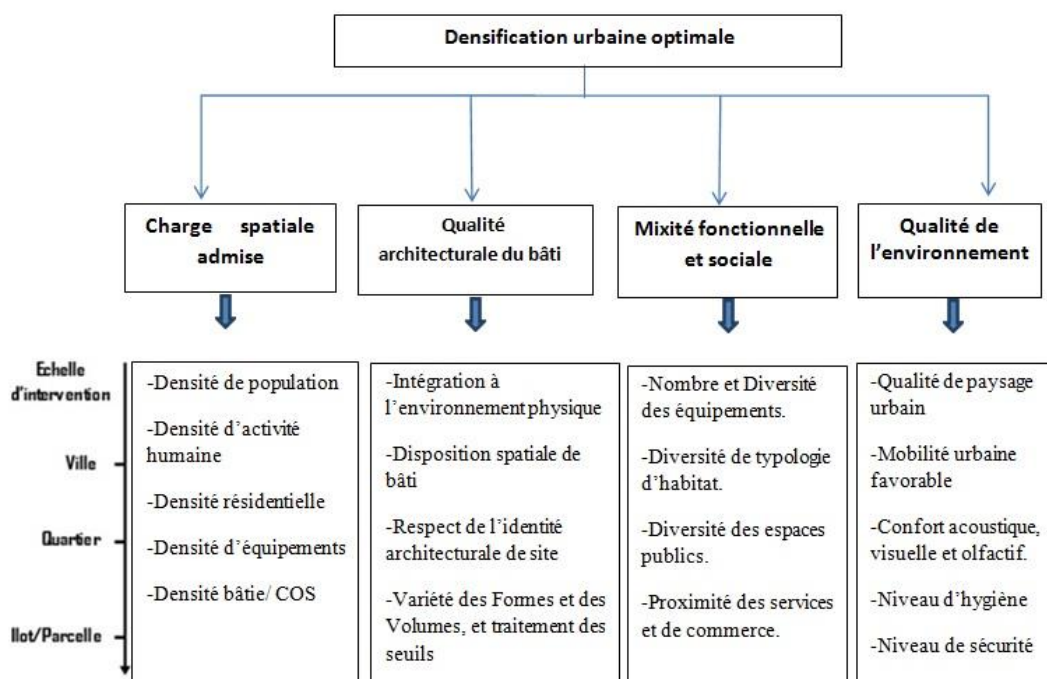 Densification urbaine optimale
Charge spatiale
admise
Qualité
architecturale du bâti
Mixité fonctionnelle
et sociale
Qualité de
l'environnement
Echelle
d'intervention
Ville
Quartier
Ilot/Parcelle
-Densité de population
-Densité d'activité
humaine
-Densité résidentielle
-Densité d'équipements
-Densité bâtie/ COS
-Intégration à
l'environnement physique
-Disposition spatiale de
bâti
-Respect de l'identité
architecturale de site
-Variété des Formes et des
Volumes, et traitement des
seuils
-Nombre et Diversité
des équipements.
-Diversité de typologie
d'habitat.
-Diversité des espaces
publics.
-Proximité des services
et de commerce.
-Qualité de paysage
urbain
-Mobilité urbaine
favorable
-Confort acoustique,
visuelle et olfactif.
-Niveau d'hygiène
-Niveau de sécurité